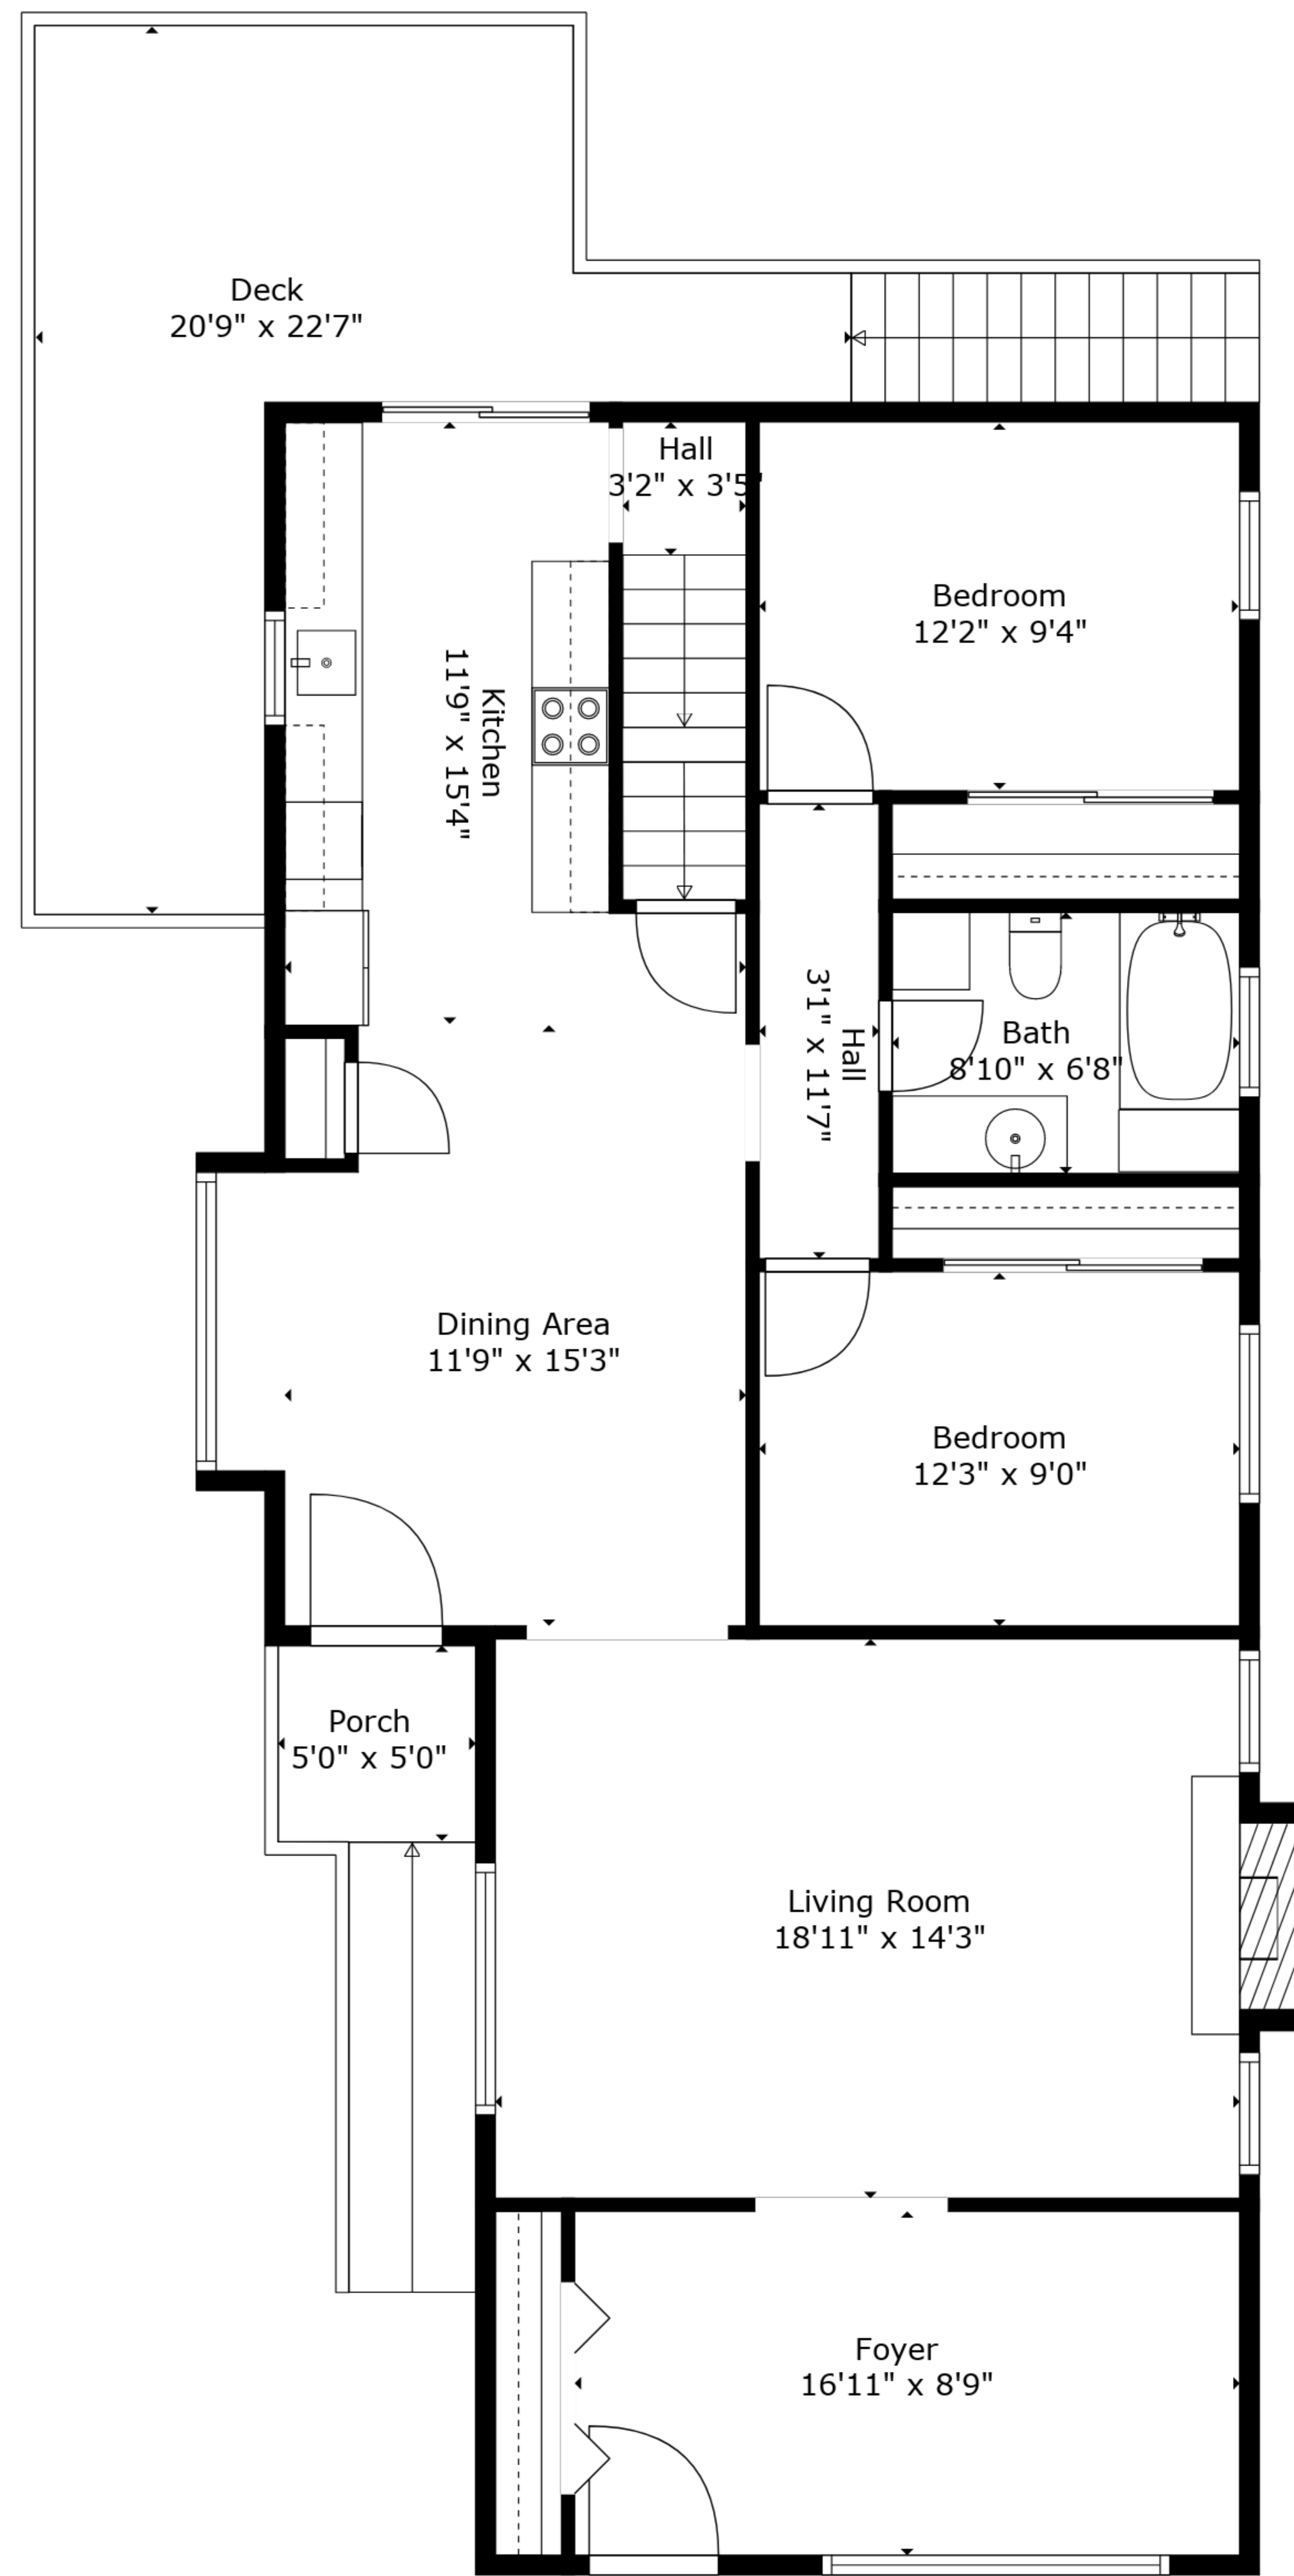 Deck
20'9" x 22'7"
Hall
3'2" x 3'5"
Bedroom
12'2" x 9'4"
Kitchen
11'9" x 15'4"
Hall
3'1" x 11'7"
Bath
8'10" x 6'8"
Dining Area
11'9" x 15'3"
Bedroom
12'3" x 9'0"
Porch
5'0" x 5'0"
Living Room
18'11" x 14'3"
Foyer
16'11" x 8'9"